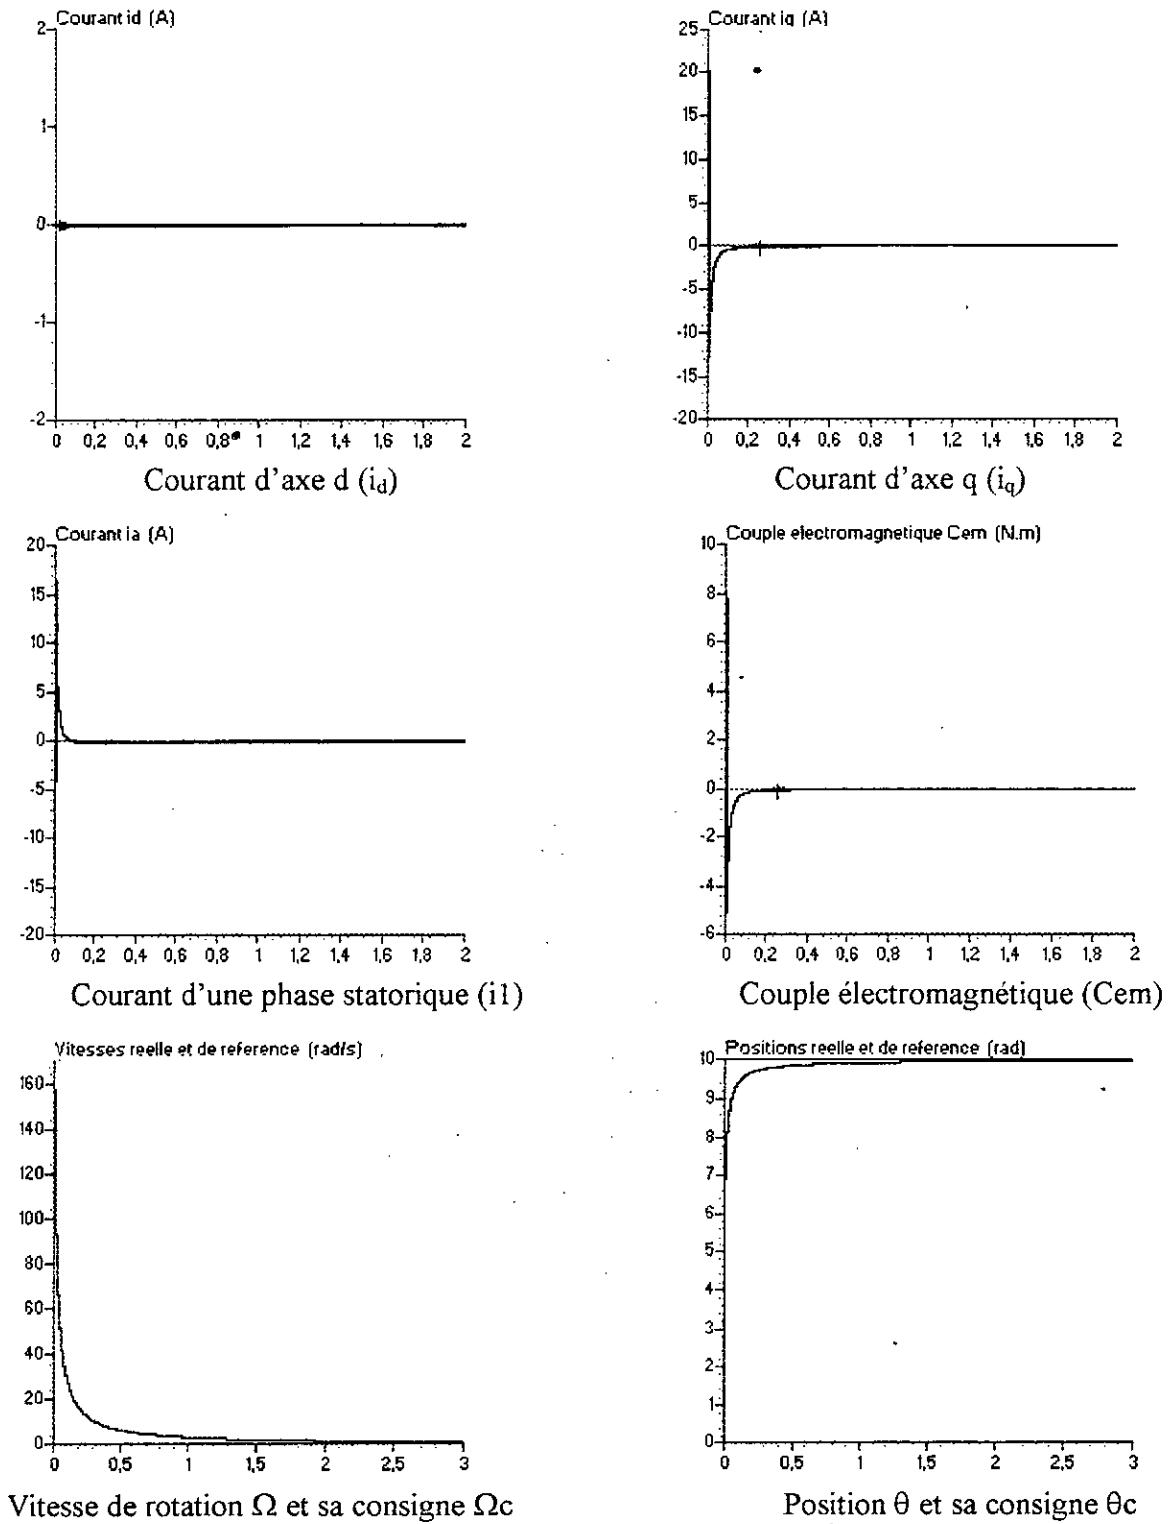 Courant id (A)
2
1
0
-1
-2
0 0,2 0,4 0,6 0,8 1 1,2 1,4 1,6 1,8 2
Courant d'axe d (id)
Courant iq (A)
25
20
15
10
5
0
-5
-10
-15
-20
0 0,2 0,4 0,6 0,8 1 1,2 1,4 1,6 1,8 2
Courant d'axe q (iq)
Courant ia (A)
20
15
10
5
0
-5
-10
-15
-20
0 0,2 0,4 0,6 0,8 1 1,2 1,4 1,6 1,8 2
Courant d'une phase statorique (i1)
Couple electromagnetique Cem (N.m)
10
8
6
4
2
0
-2
-4
-6
0 0,2 0,4 0,6 0,8 1 1,2 1,4 1,6 1,8 2
Couple électromagnétique (Cem)
Vitesses reelle et de reference (rad/s)
160
140
120
100
80
60
40
20
0
0 0,5 1 1,5 2 2,5 3
Vitesse de rotation Ω et sa consigne Ωc
Positions reelle et de reference (rad)
10
9
8
7
6
5
4
3
2
1
0
0 0,5 1 1,5 2 2,5 3
Position θ et sa consigne θc